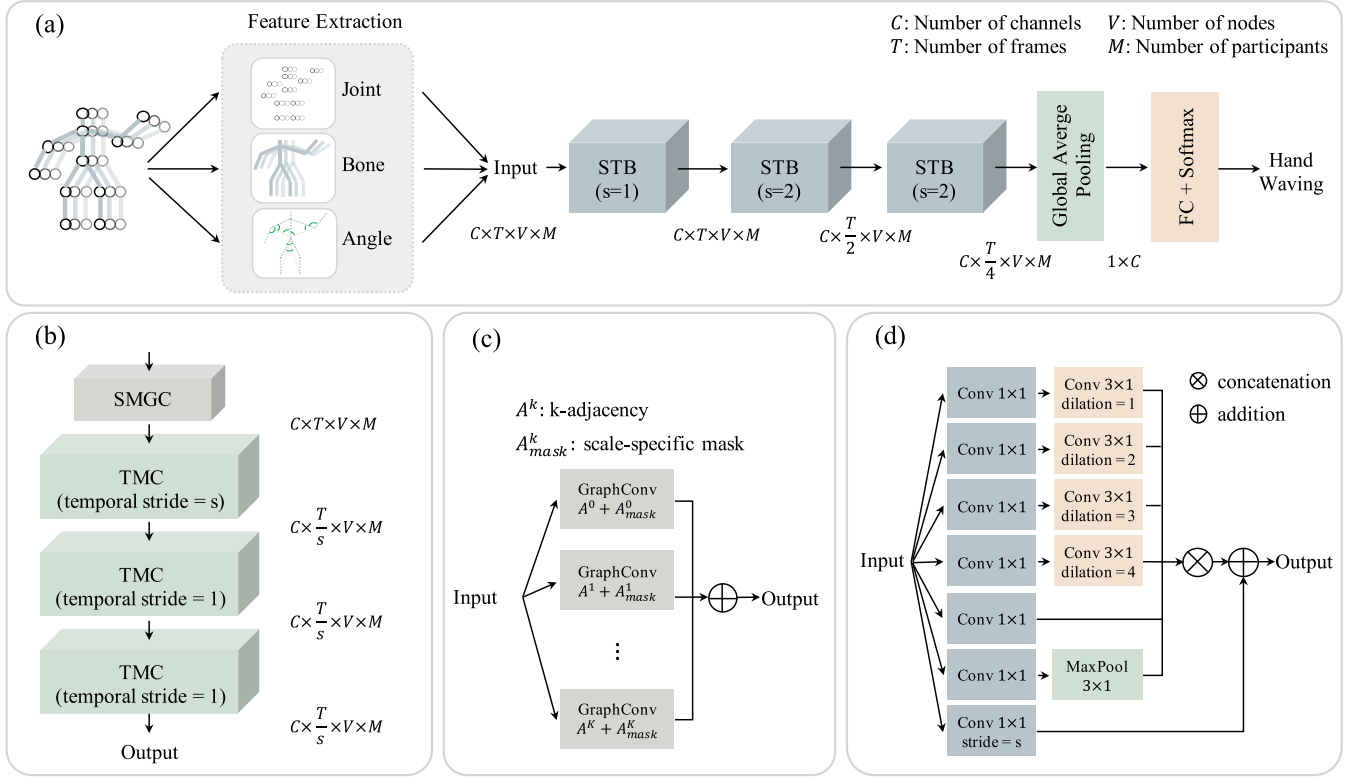 (a)
Feature Extraction
C: Number of channels
V: Number of nodes
T: Number of frames
M: Number of participants
Joint
Bone
Angle
Input
C×T×V×M
STB
(s=1)
C×T×V×M
STB
(s=2)
C×T/2×V×M
STB
(s=2)
C×T/4×V×M
Global Averge
Pooling
1×C
FC + Softmax
Hand
Waving
(b)
SMGC
C×T×V×M
TMC
(temporal stride = s)
C×T/s×V×M
TMC
(temporal stride = 1)
C×T/s×V×M
TMC
(temporal stride = 1)
C×T/s×V×M
Output
(c)
A^k: k-adjacency
A^k_mask: scale-specific mask
Input
GraphConv
A^0 + A^0_mask
GraphConv
A^1 + A^1_mask
⋮
GraphConv
A^K + A^K_mask
Output
(d)
⊗ concatenation
⊕ addition
Input
Conv 1×1
Conv 3×1
dilation = 1
Conv 1×1
Conv 3×1
dilation = 2
Conv 1×1
Conv 3×1
dilation = 3
Conv 1×1
Conv 3×1
dilation = 4
Conv 1×1
Conv 1×1
MaxPool
3×1
Conv 1×1
stride = s
Output